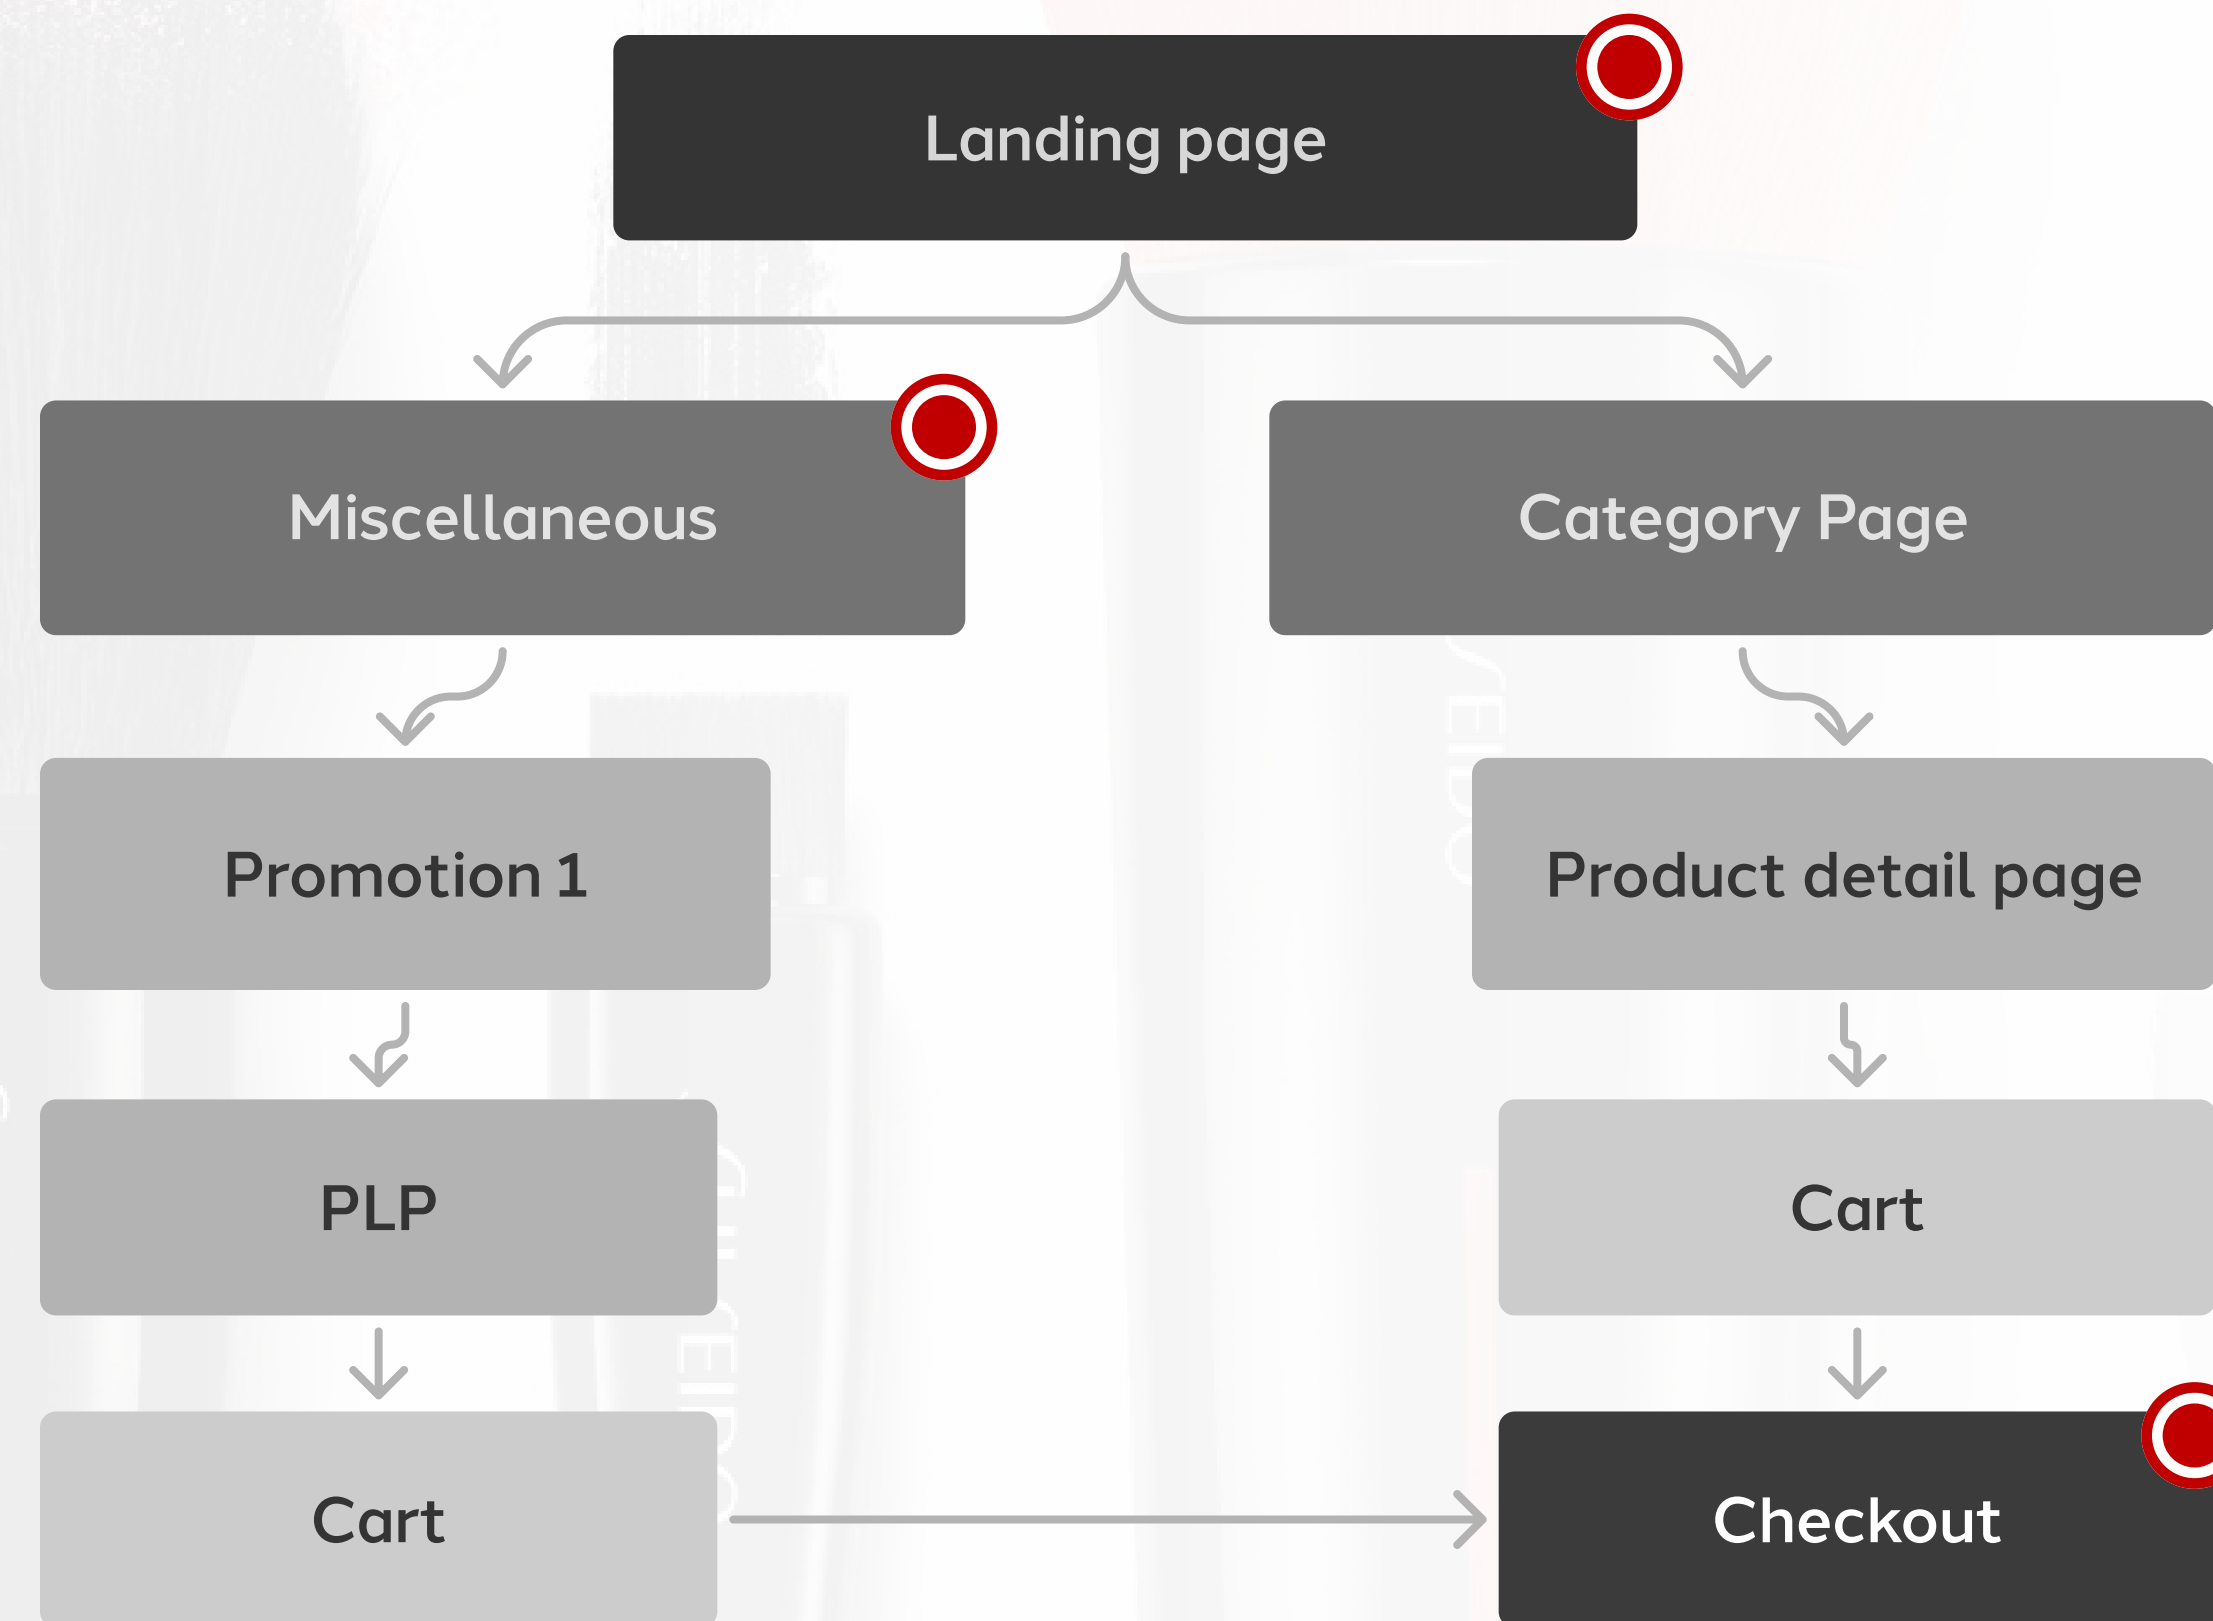 Landing page
Miscellaneous
Category Page
Promotion 1
Product detail page
PLP
Cart
Cart
Checkout